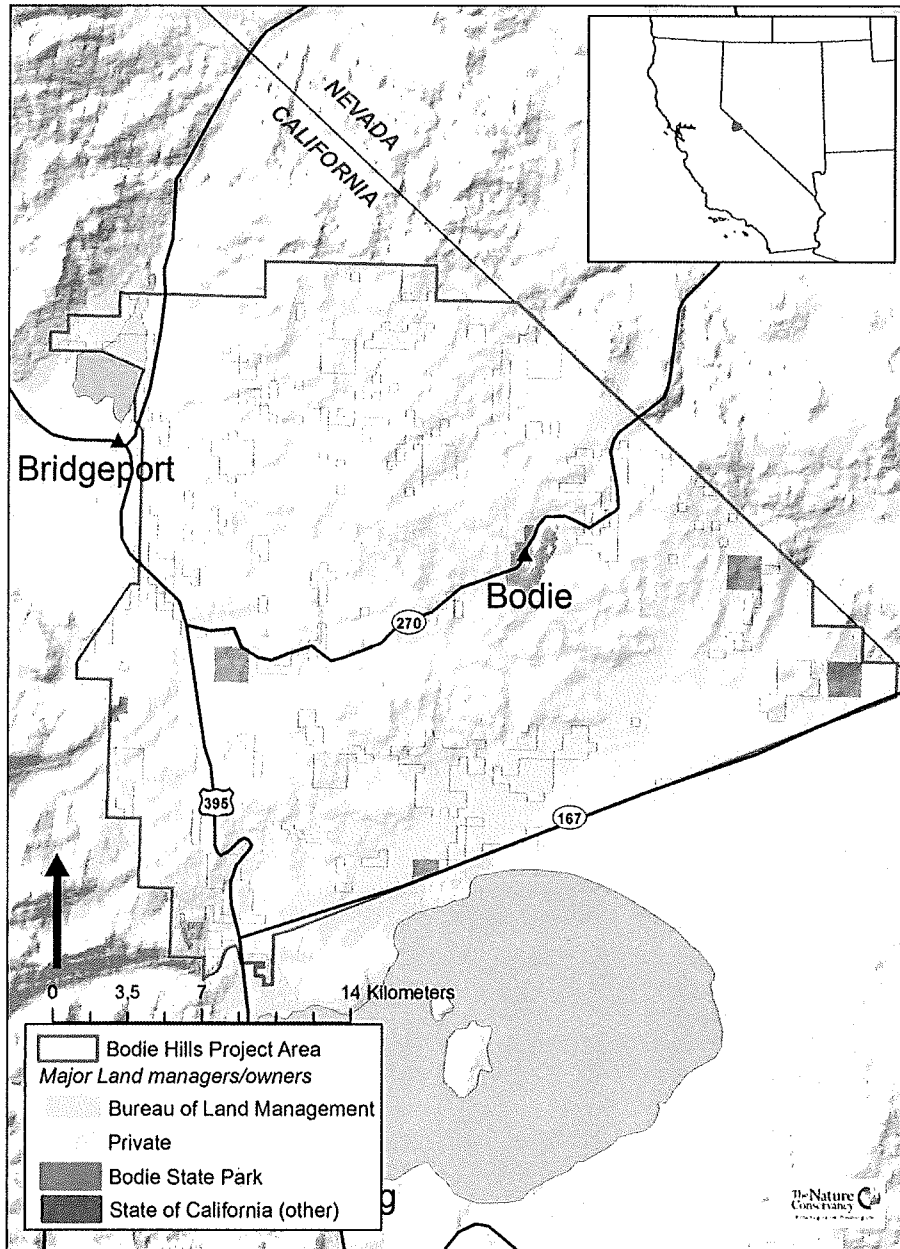 NEVADA
CALIFORNIA
Bridgeport
Bodie
270
395
167
0 3.5 7 14 Kilometers
Bodie Hills Project Area
Major Land managers/owners
Bureau of Land Management
Private
Bodie State Park
State of California (other)
g
The Nature
Conservancy